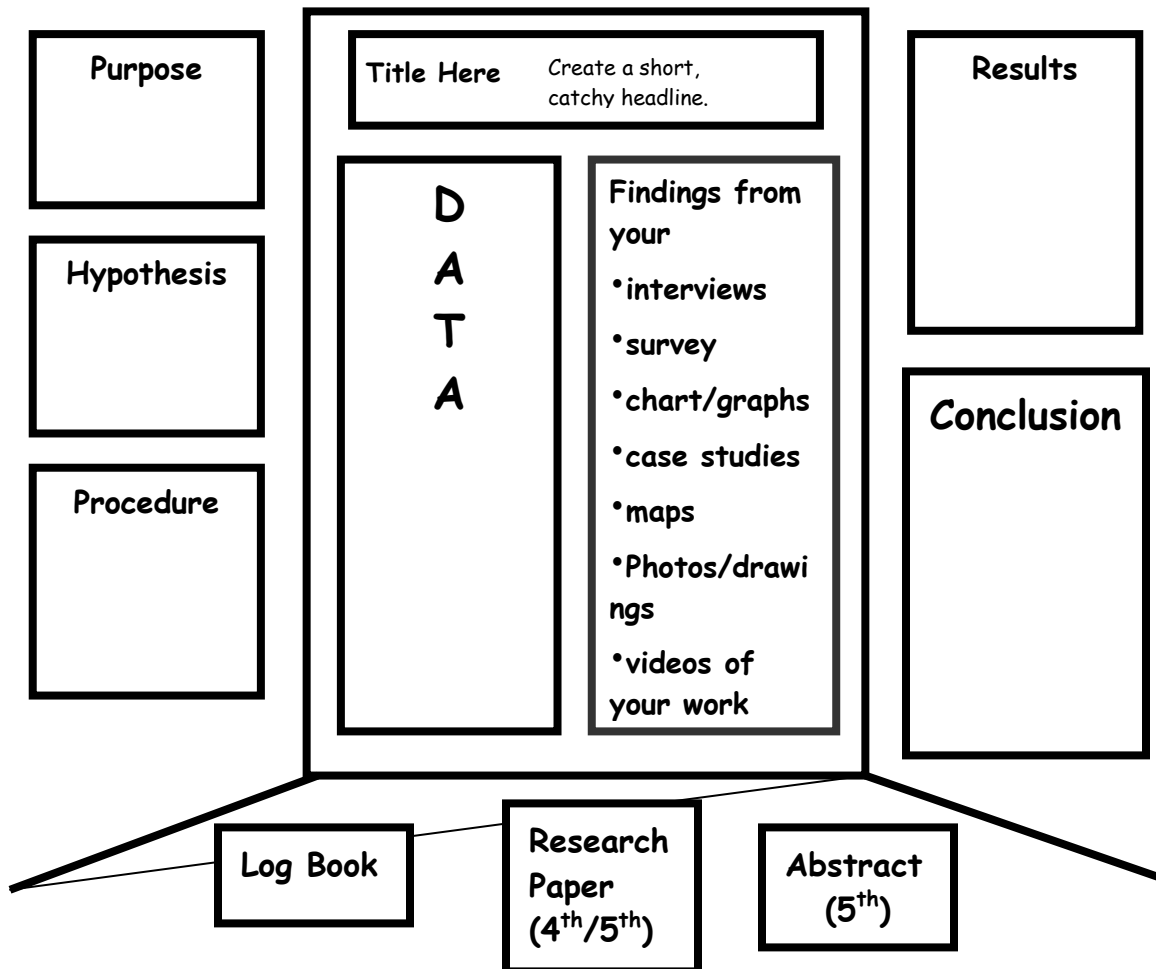 Purpose
Hypothesis
Procedure
Title Here
Create a short,
catchy headline.
D
A
T
A
Findings from
your
•interviews
•survey
•chart/graphs
•case studies
•maps
•Photos/drawi
ngs
•videos of
your work
Results
Conclusion
Log Book
Research
Paper
(4th/5th)
Abstract
(5th)